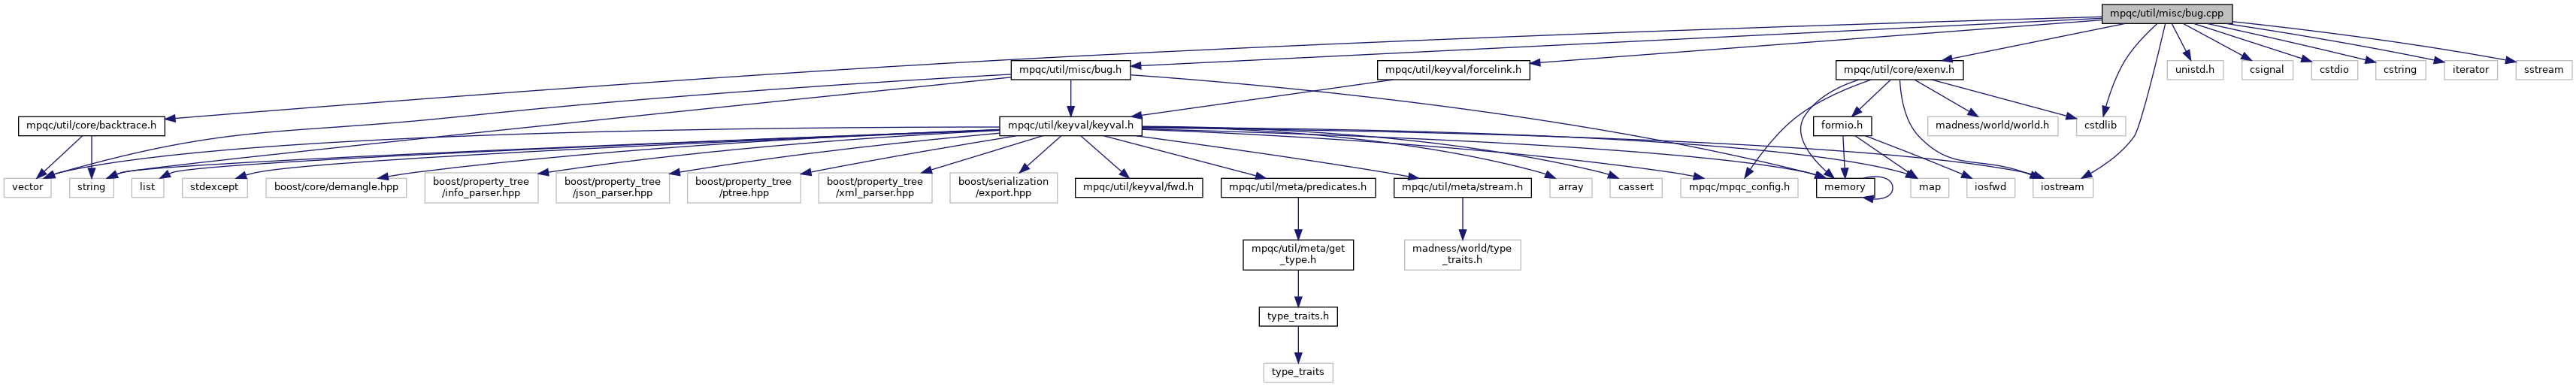 mpqc/util/misc/bug.cpp
mpqc/util/misc/bug.h
mpqc/util/keyval/forcelink.h
mpqc/util/core/exenv.h
unistd.h
csignal
cstdio
cstring
iterator
sstream
mpqc/util/core/backtrace.h
mpqc/util/keyval/keyval.h
formio.h
madness/world/world.h
cstdlib
vector
string
list
stdexcept
boost/core/demangle.hpp
boost/property_tree
/info_parser.hpp
boost/property_tree
/json_parser.hpp
boost/property_tree
/ptree.hpp
boost/property_tree
/xml_parser.hpp
boost/serialization
/export.hpp
mpqc/util/keyval/fwd.h
mpqc/util/meta/predicates.h
mpqc/util/meta/stream.h
array
cassert
mpqc/mpqc_config.h
memory
map
iosfwd
iostream
mpqc/util/meta/get
_type.h
madness/world/type
_traits.h
type_traits.h
type_traits